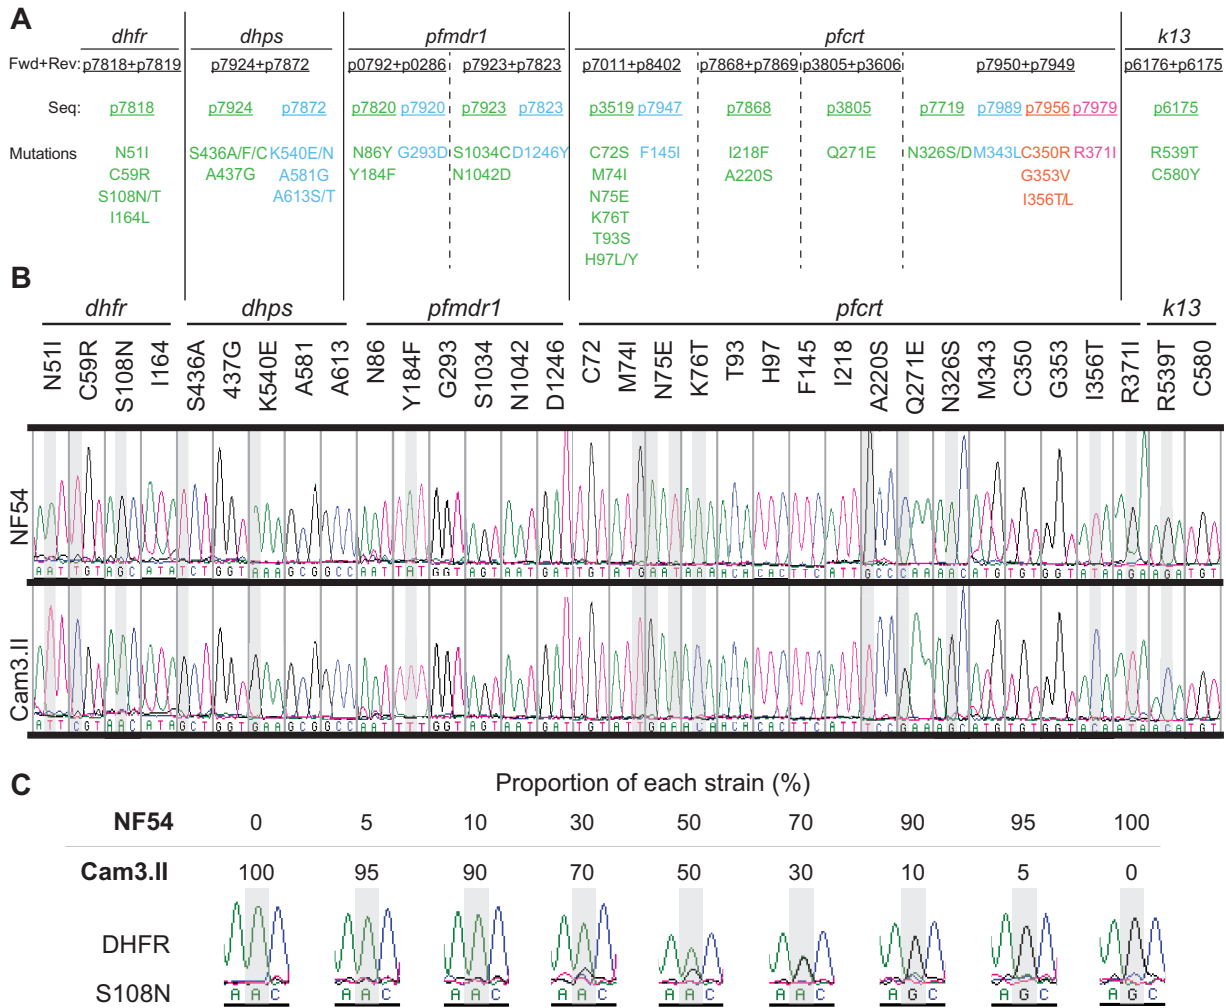 A
dhfr dhps pfmdr1 pfcrt k13
Fwd+Rev: p7818+p7819 p7924+p7872 p0792+p0286 p7923+p7823 p7011+p8402 p7868+p7869 p3805+p3606 p7950+p7949 p6176+p6175
Seq: p7818 p7924 p7872 p7820 p7920 p7923 p7823 p3519 p7947 p7868 p3805 p7719 p7989 p7956 p7979 p6175
Mutations N51I S436A/F/C K540E/N N86Y G293D S1034C D1246Y C72S F145I I218F Q271E N326S/D M343L C350R R371I R539T
C59R A437G A581G Y184F N1042D M74I A220S G353V C580Y
S108N/T A613S/T N75E I356T/L
I164L K76T
T93S
H97L/Y
B
dhfr dhps pfmdr1 pfcrt k13
N51I C59R S108N I164 S436A 437G K540E A581 A613 N86 Y184F G293 S1034 N1042 D1246 C72 M74I N75E K76T T93 H97 F145 I218 A220S Q271E N326S M343 C350 G353 I356T R371I R539T C580
NF54
A A T T G T A G C A T A T C T G G T A A A G C G G C C A A T T A T G G T A G T A A T G A T T G T A T G A A T A A A A C A C A C T T C A T T G C C C A A A A C A T G T G T G G T A T A A G A A G A T G T
Cam3.II
A T T C G T A A C A T A G C T G G T G A A G C G G C C A A T T T T G G T A G T A A T G A T T G T A T T G A A A C A A C A C A C T T C A T T T C C G A A A G C A T G T G T G G T A C A A T A A C A T G T
C
Proportion of each strain (%)
NF54 0 5 10 30 50 70 90 95 100
Cam3.II 100 95 90 70 50 30 10 5 0
DHFR
S108N A A C A A C A A C A A C A A C A A C A G C A G C A G C